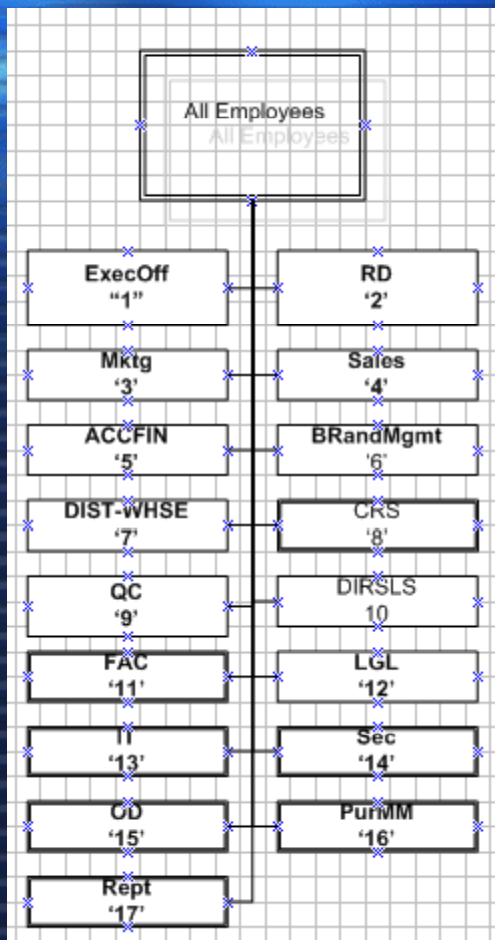 All Employees
All Employees
ExecOff
“1”
RD
‘2’
Mktg
‘3’
Sales
‘4’
ACCFIN
‘5’
BRandMgmt
‘6’
DIST-WHSE
‘7’
CRS
‘8’
QC
‘9’
DIRSLS
10
FAC
‘11’
LGL
‘12’
IT
‘13’
Sec
‘14’
OD
‘15’
PurMM
‘16’
Rept
‘17’